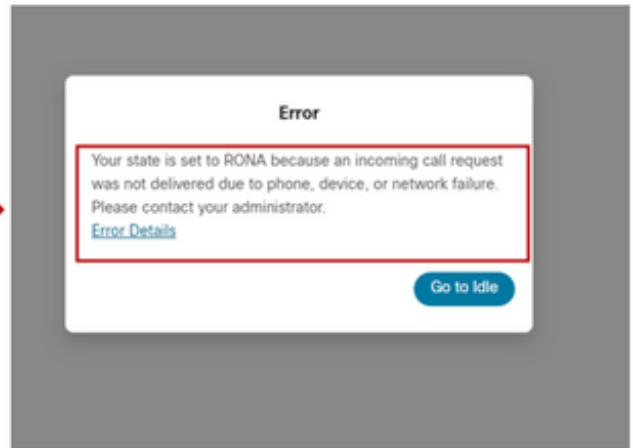 Error
Your state is set to RONA because an incoming call request
was not delivered due to phone, device, or network failure.
Please contact your administrator.
Error Details
Go to Idle